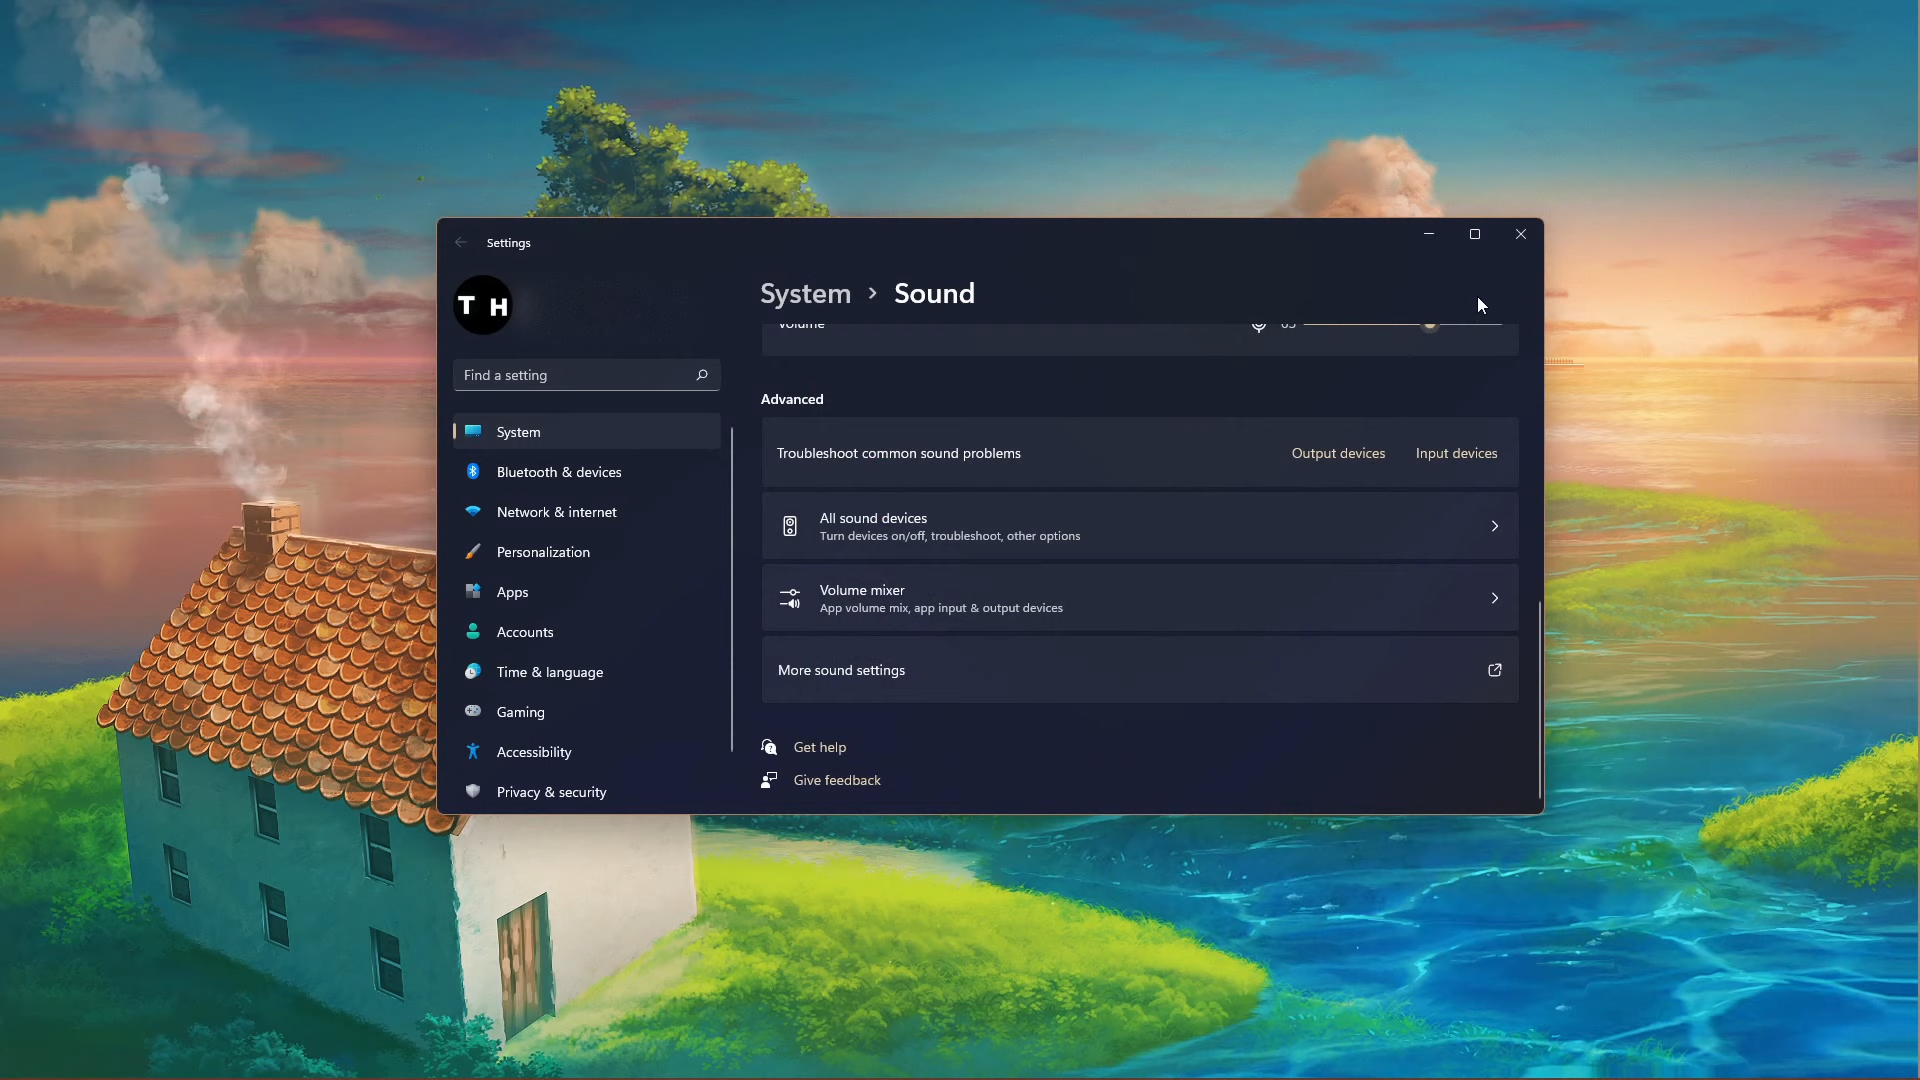 Settings
T H
System > Sound
Find a setting
Volume
Advanced
System
Troubleshoot common sound problems Output devices Input devices
Bluetooth & devices
Network & internet
All sound devices
Turn devices on/off, troubleshoot, other options
Personalization
Apps
Volume mixer
App volume mix, app input & output devices
Accounts
Time & language
More sound settings
Gaming
Accessibility
Get help
Privacy & security
Give feedback